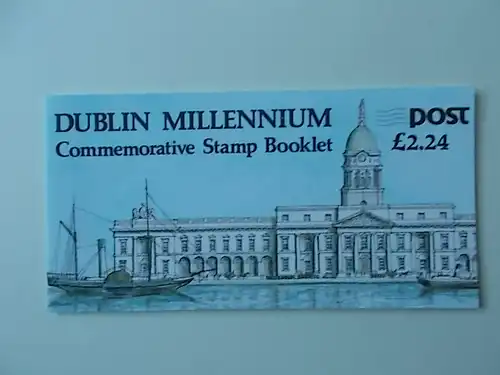 DUBLIN MILLENNIUM
Commemorative Stamp Booklet
post
£2.24